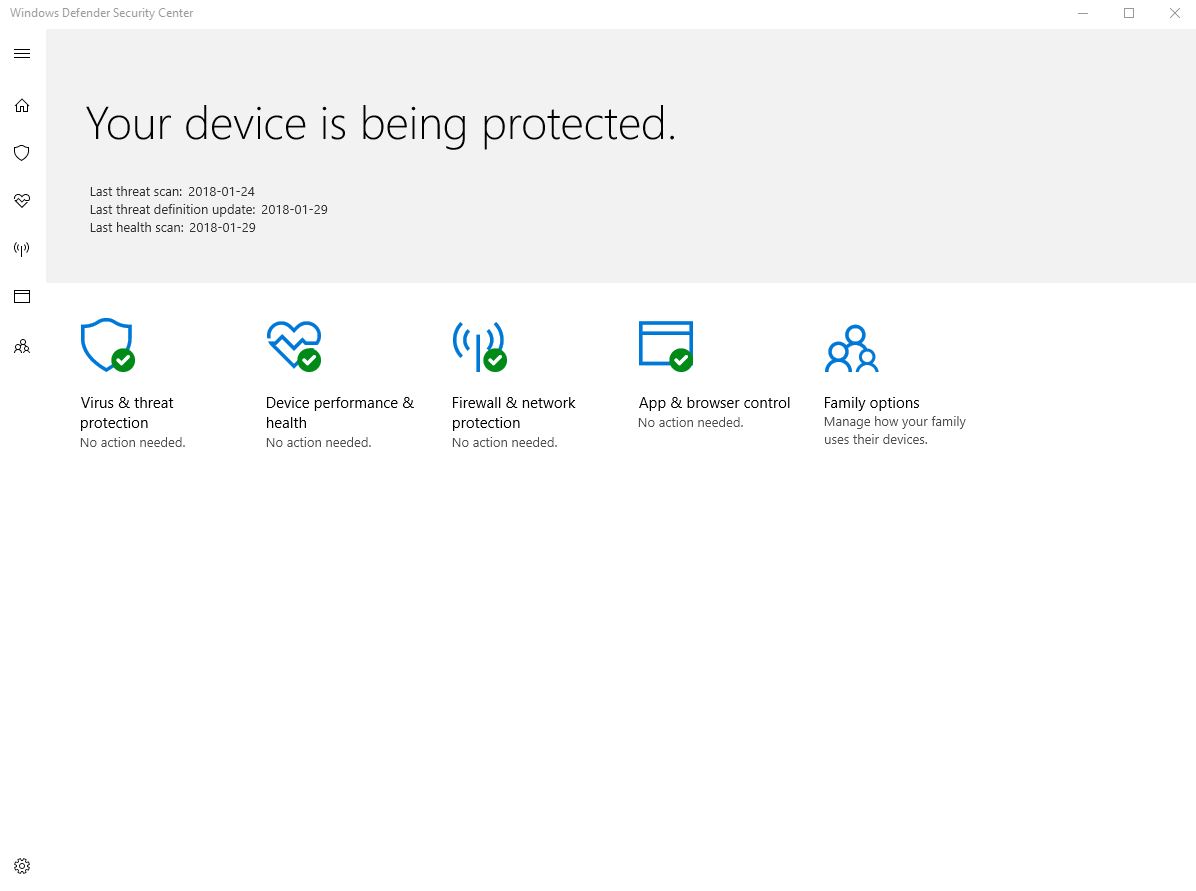 Windows Defender Security Center
Your device is being protected.
Last threat scan: 2018-01-24
Last threat definition update: 2018-01-29
Last health scan: 2018-01-29
Virus & threat
protection
No action needed.
Device performance &
health
No action needed.
Firewall & network
protection
No action needed.
App & browser control
No action needed.
Family options
Manage how your family
uses their devices.